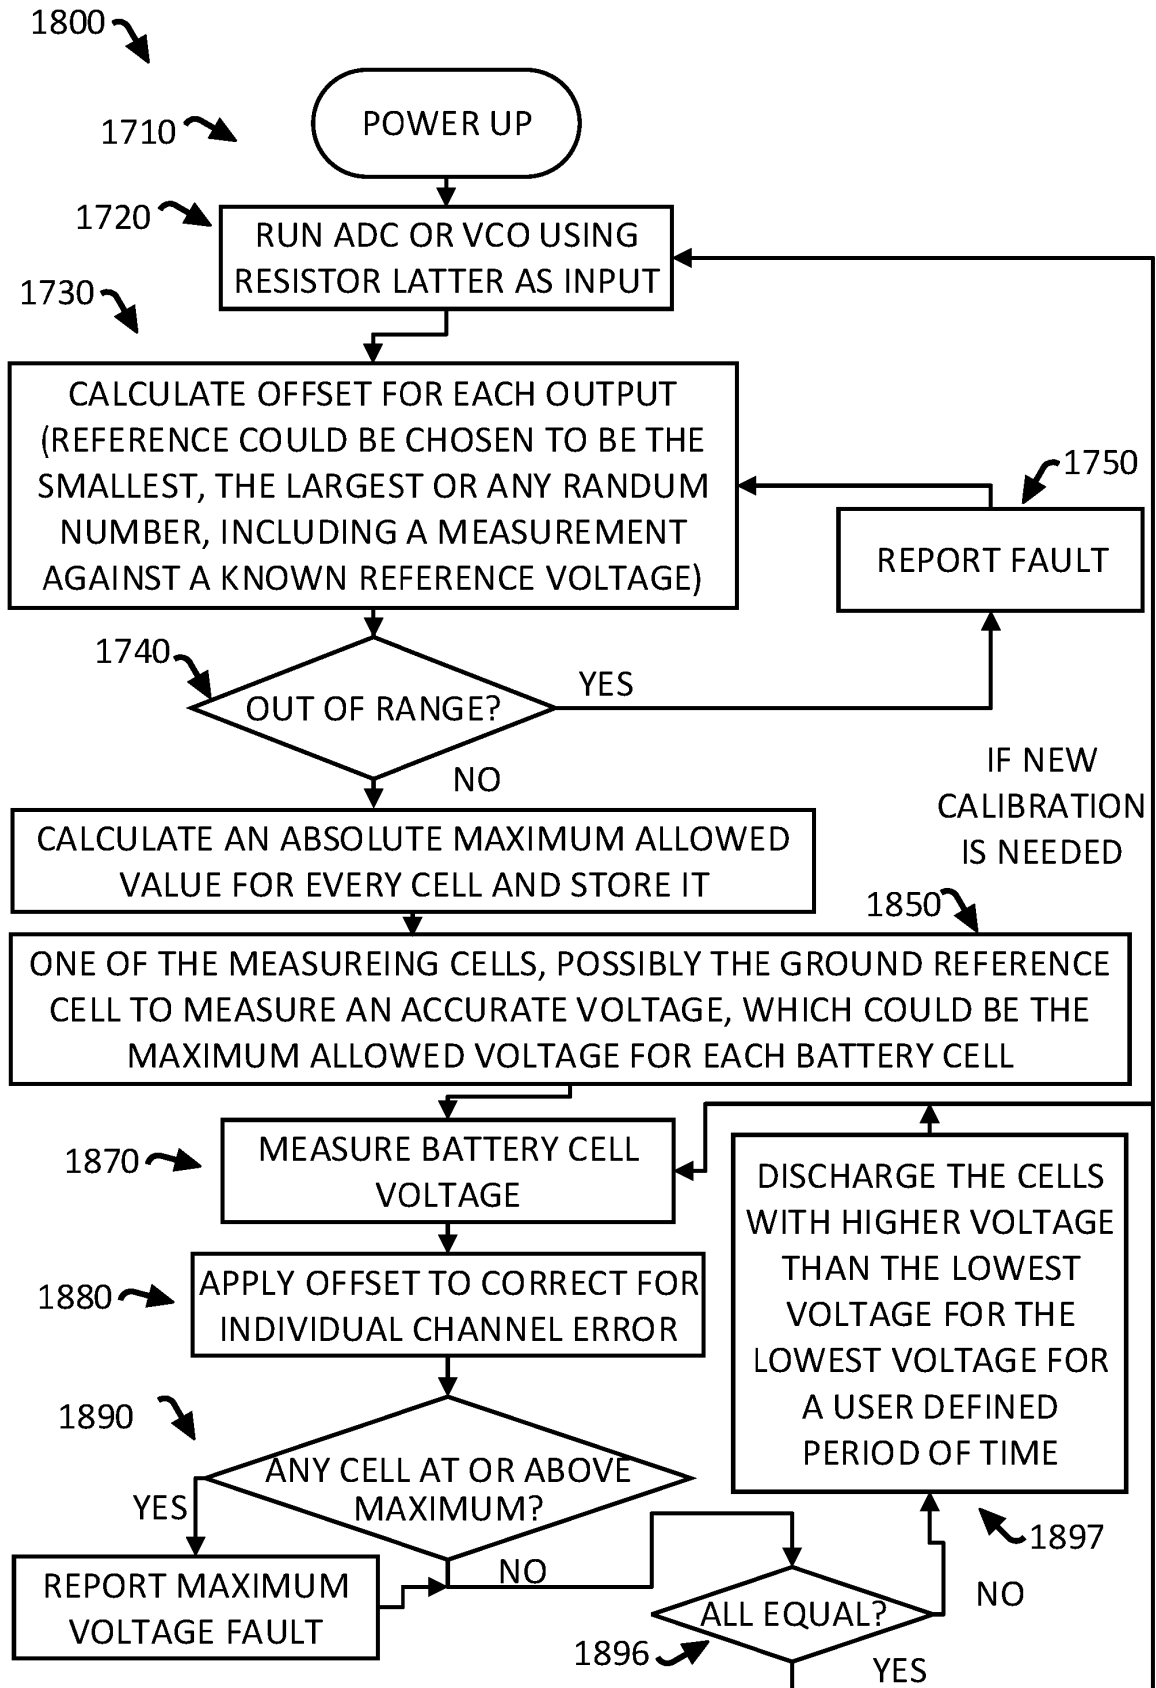 1800
1710
POWER UP
1720
RUN ADC OR VCO USING
RESISTOR LATTER AS INPUT
1730
CALCULATE OFFSET FOR EACH OUTPUT
(REFERENCE COULD BE CHOSEN TO BE THE
SMALLEST, THE LARGEST OR ANY RANDUM
NUMBER, INCLUDING A MEASUREMENT
AGAINST A KNOWN REFERENCE VOLTAGE)
1750
REPORT FAULT
1740
OUT OF RANGE?
YES
NO
IF NEW
CALIBRATION
IS NEEDED
CALCULATE AN ABSOLUTE MAXIMUM ALLOWED
VALUE FOR EVERY CELL AND STORE IT
1850
ONE OF THE MEASUREING CELLS, POSSIBLY THE GROUND REFERENCE
CELL TO MEASURE AN ACCURATE VOLTAGE, WHICH COULD BE THE
MAXIMUM ALLOWED VOLTAGE FOR EACH BATTERY CELL
1870
MEASURE BATTERY CELL
VOLTAGE
1880
APPLY OFFSET TO CORRECT FOR
INDIVIDUAL CHANNEL ERROR
DISCHARGE THE CELLS
WITH HIGHER VOLTAGE
THAN THE LOWEST
VOLTAGE FOR THE
LOWEST VOLTAGE FOR
A USER DEFINED
PERIOD OF TIME
1897
1890
ANY CELL AT OR ABOVE
MAXIMUM?
YES
NO
REPORT MAXIMUM
VOLTAGE FAULT
ALL EQUAL?
1896
NO
YES